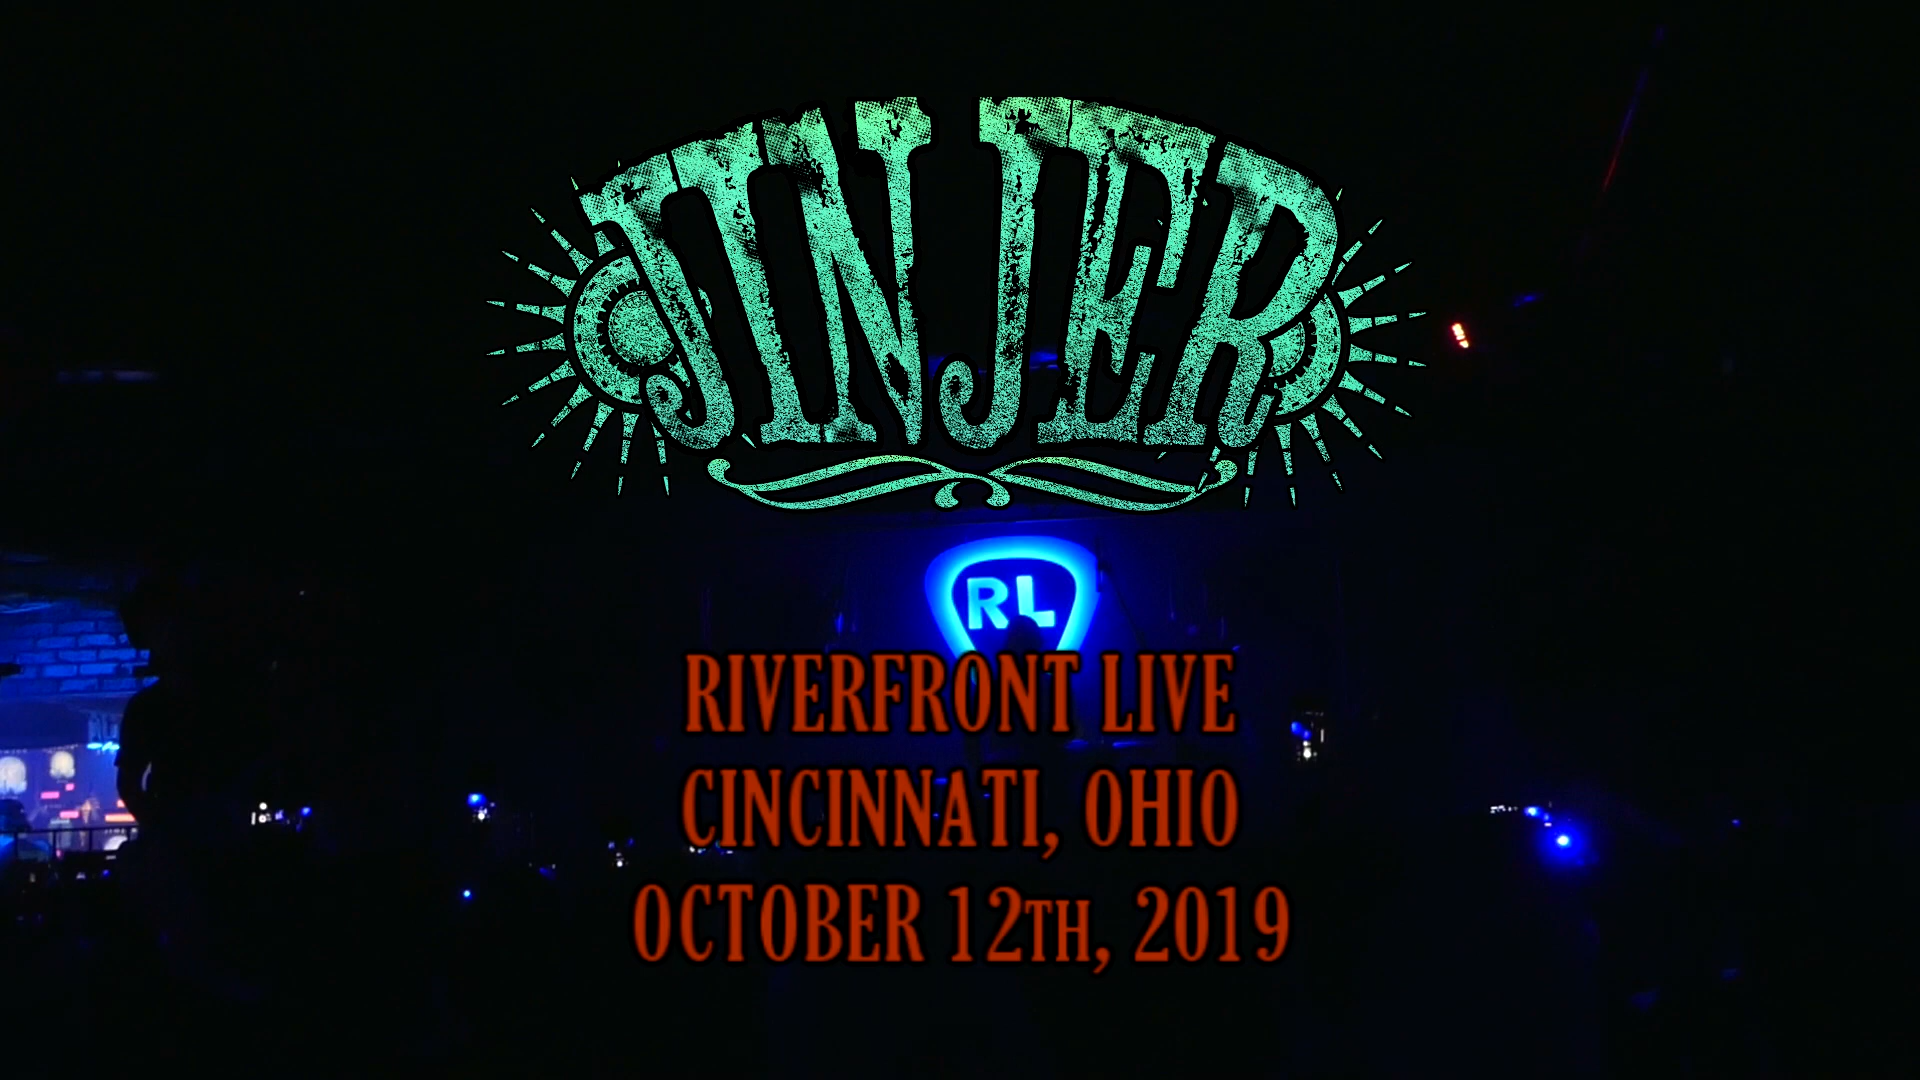 JINJER
RL
RIVERFRONT LIVE
CINCINNATI, OHIO
OCTOBER 12TH, 2019